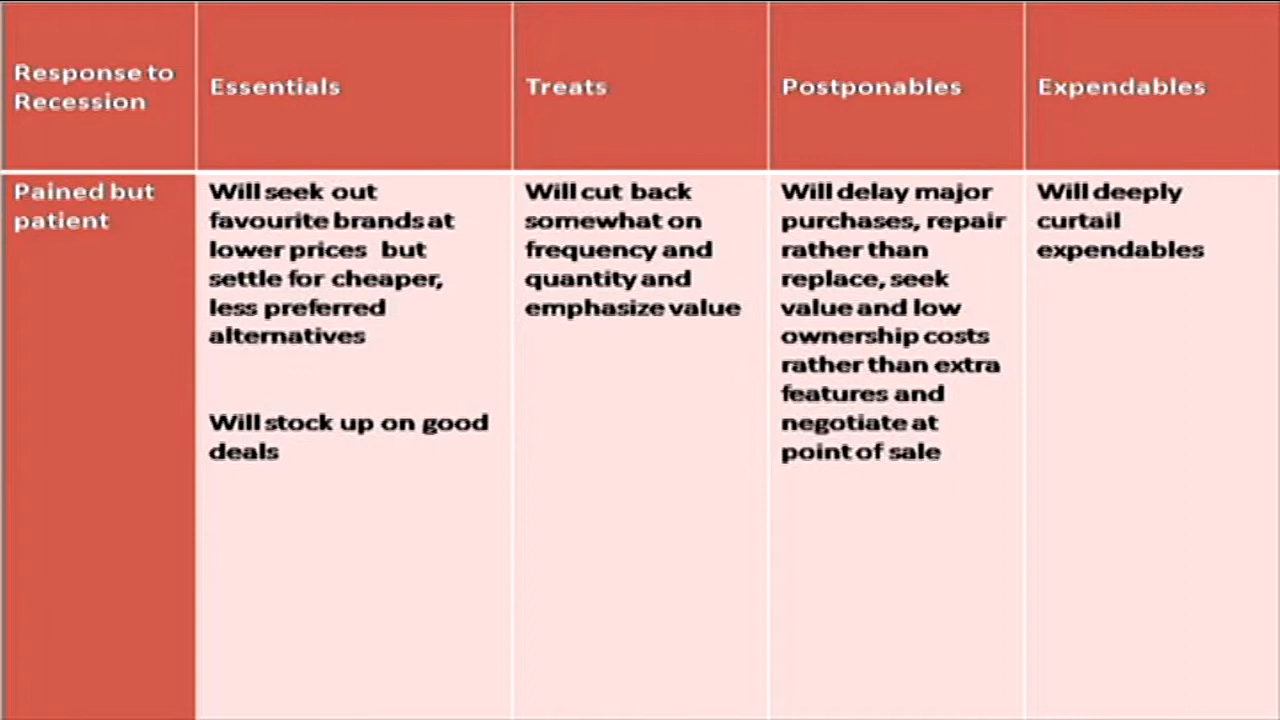 Response to
Recession
Essentials
Treats
Postponables
Expendables
Pained but
patient
Will seek out
favourite brands at
lower prices but
settle for cheaper,
less preferred
alternatives
Will stock up on good
deals
Will cut back
somewhat on
frequency and
quantity and
emphasize value
Will delay major
purchases, repair
rather than
replace, seek
value and low
ownership costs
rather than extra
features and
negotiate at
point of sale
Will deeply
curtail
expendables